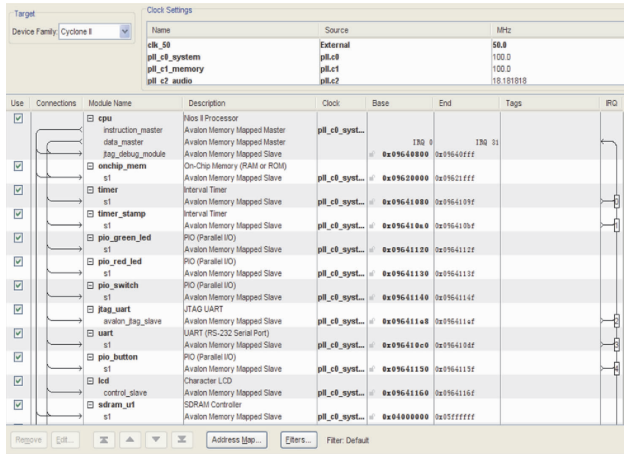 Target
Clock Settings
Device Family: Cyclone II
Name Source MHz
clk_50 External 50.0
pll_c0_system pll.c0 100.0
pll_c1_memory pll.c1 100.0
pll_c2_audio pll.c2 18.181818
Use Connections Module Name Description Clock Base End Tags IRQ
cpu Nios II Processor
instruction_master Avalon Memory Mapped Master pll_c0_syst...
data_master Avalon Memory Mapped Master IRQ 0 IRQ 31
jtag_debug_module Avalon Memory Mapped Slave 0x09640800 0x09640fff
onchip_mem On-Chip Memory (RAM or ROM)
s1 Avalon Memory Mapped Slave pll_c0_syst... 0x09620000 0x09621fff
timer Interval Timer
s1 Avalon Memory Mapped Slave pll_c0_syst... 0x09641080 0x0964109f 0
timer_stamp Interval Timer
s1 Avalon Memory Mapped Slave pll_c0_syst... 0x096410a0 0x096410bf 1
pio_green_led PIO (Parallel I/O)
s1 Avalon Memory Mapped Slave pll_c0_syst... 0x09641120 0x0964112f
pio_red_led PIO (Parallel I/O)
s1 Avalon Memory Mapped Slave pll_c0_syst... 0x09641130 0x0964113f
pio_switch PIO (Parallel I/O)
s1 Avalon Memory Mapped Slave pll_c0_syst... 0x09641140 0x0964114f
jtag_uart JTAG UART
avalon_jtag_slave Avalon Memory Mapped Slave pll_c0_syst... 0x096411a8 0x096411af 2
uart UART (RS-232 Serial Port)
s1 Avalon Memory Mapped Slave pll_c0_syst... 0x096410c0 0x096410df 3
pio_button PIO (Parallel I/O)
s1 Avalon Memory Mapped Slave pll_c0_syst... 0x09641150 0x0964115f 4
lcd Character LCD
control_slave Avalon Memory Mapped Slave pll_c0_syst... 0x09641160 0x0964116f
sdram_u1 SDRAM Controller
s1 Avalon Memory Mapped Slave pll_c0_syst... 0x04000000 0x05ffffff
Remove Edit... Address Map... Filters... Filter: Default